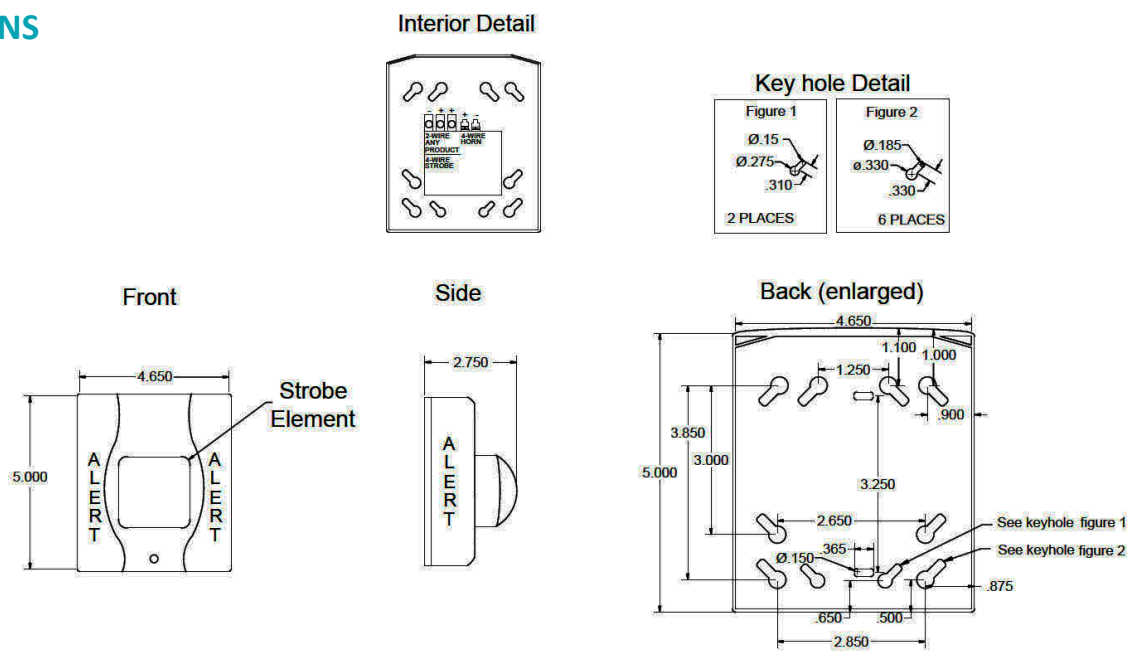 NS
Interior Detail
- + +
+ -
2-WIRE
ANY
PRODUCT
4-WIRE
HORN
4-WIRE
STROBE
Key hole Detail
Figure 1
Ø.15
Ø.275
.310
2 PLACES
Figure 2
Ø.185
ø.330
.330
6 PLACES
Front
4.650
5.000
ALERT
ALERT
Strobe
Element
Side
2.750
ALERT
Back (enlarged)
4.650
1.100
1.000
1.250
.900
3.850
3.000
5.000
3.250
2.650
See keyhole figure 1
.365
Ø.150
See keyhole figure 2
.875
.650
.500
2.850